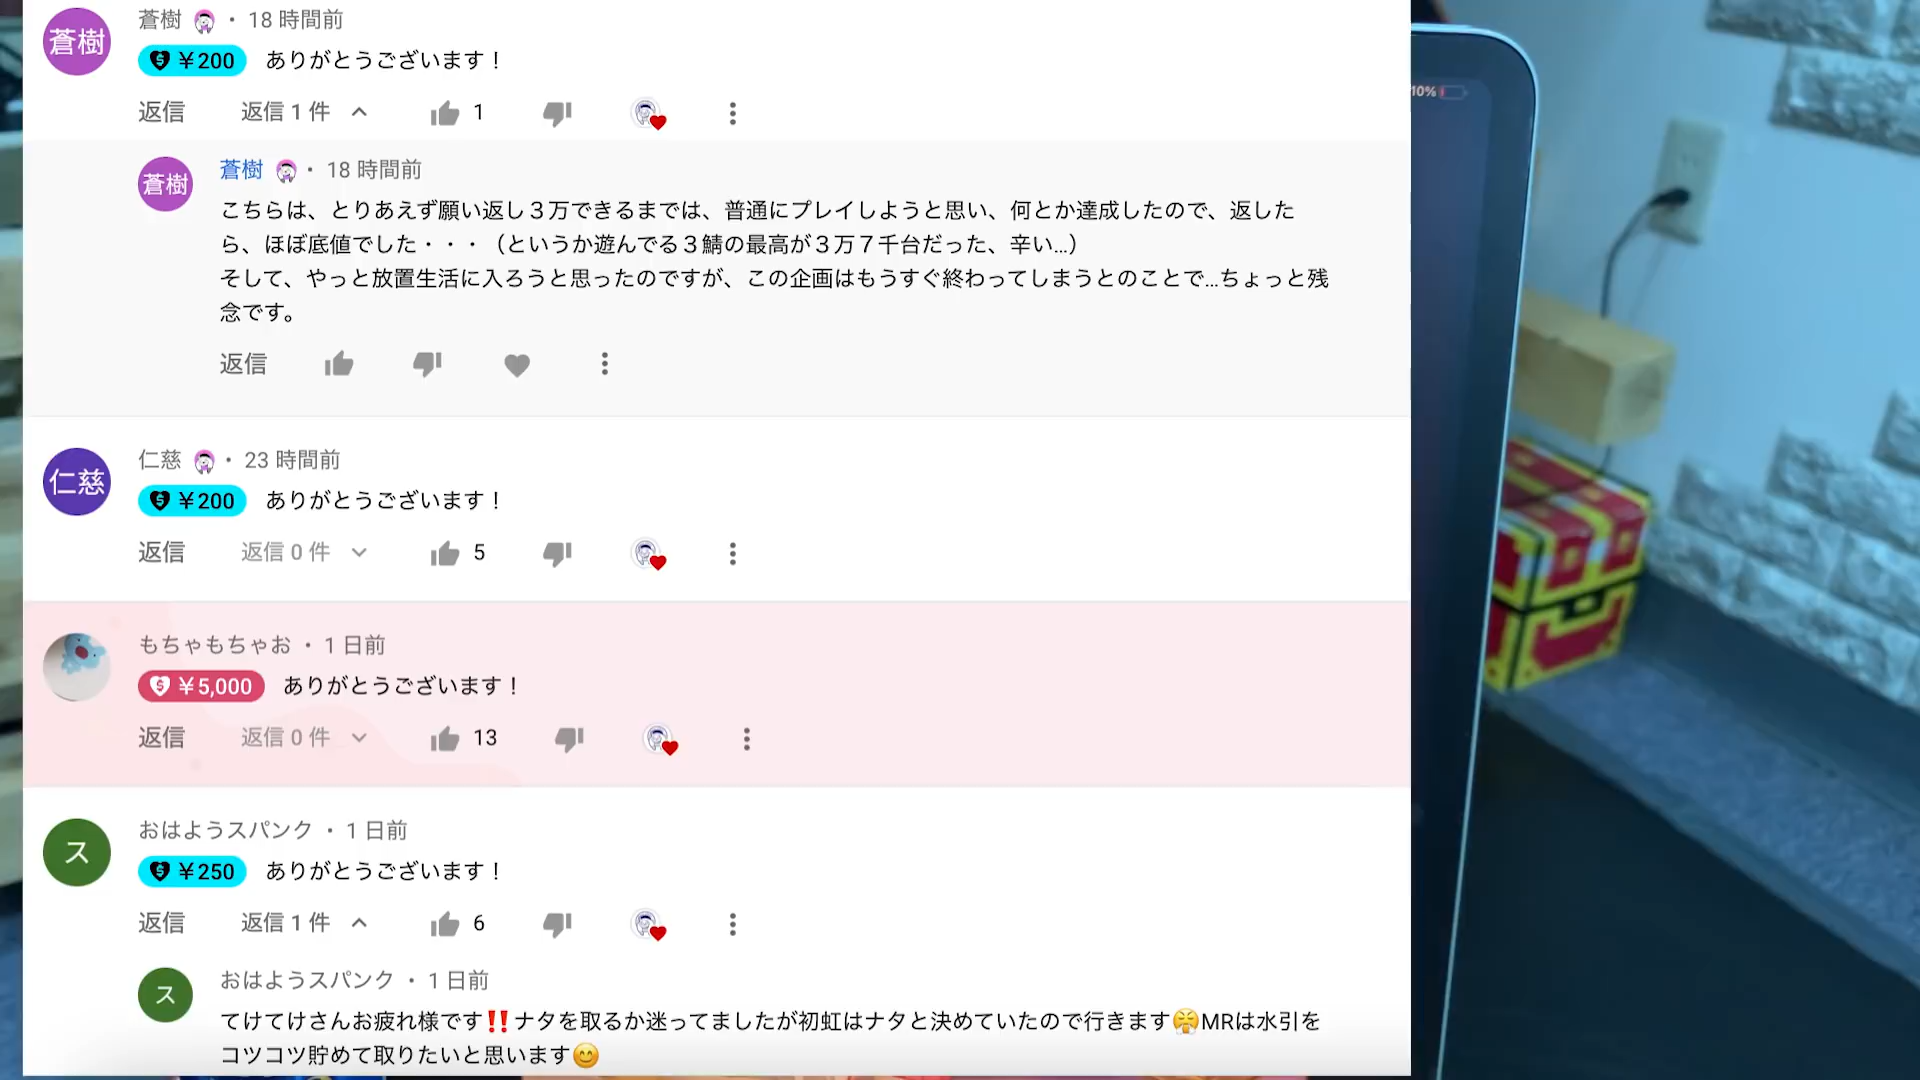 蒼樹 ・ 18 時間前
蒼樹
￥200 ありがとうございます！
返信 返信 1 件 1
蒼樹 ・ 18 時間前
蒼樹
こちらは、とりあえず願い返し３万できるまでは、普通にプレイしようと思い、何とか達成したので、返した
ら、ほぼ底値でした・・・（というか遊んでる３鯖の最高が３万７千台だった、辛い...）
そして、やっと放置生活に入ろうと思ったのですが、この企画はもうすぐ終わってしまうとのことで...ちょっと残
念です。
返信
仁慈 ・ 23 時間前
仁慈
￥200 ありがとうございます！
返信 返信 0 件 5
もちゃもちゃお ・ 1 日前
￥5,000 ありがとうございます！
返信 返信 0 件 13
おはようスパンク ・ 1 日前
ス
￥250 ありがとうございます！
返信 返信 1 件 6
おはようスパンク ・ 1 日前
ス
てけてけさんお疲れ様です‼️ナタを取るか迷ってましたが初虹はナタと決めていたので行きます😤MRは水引を
コツコツ貯めて取りたいと思います😊
10%